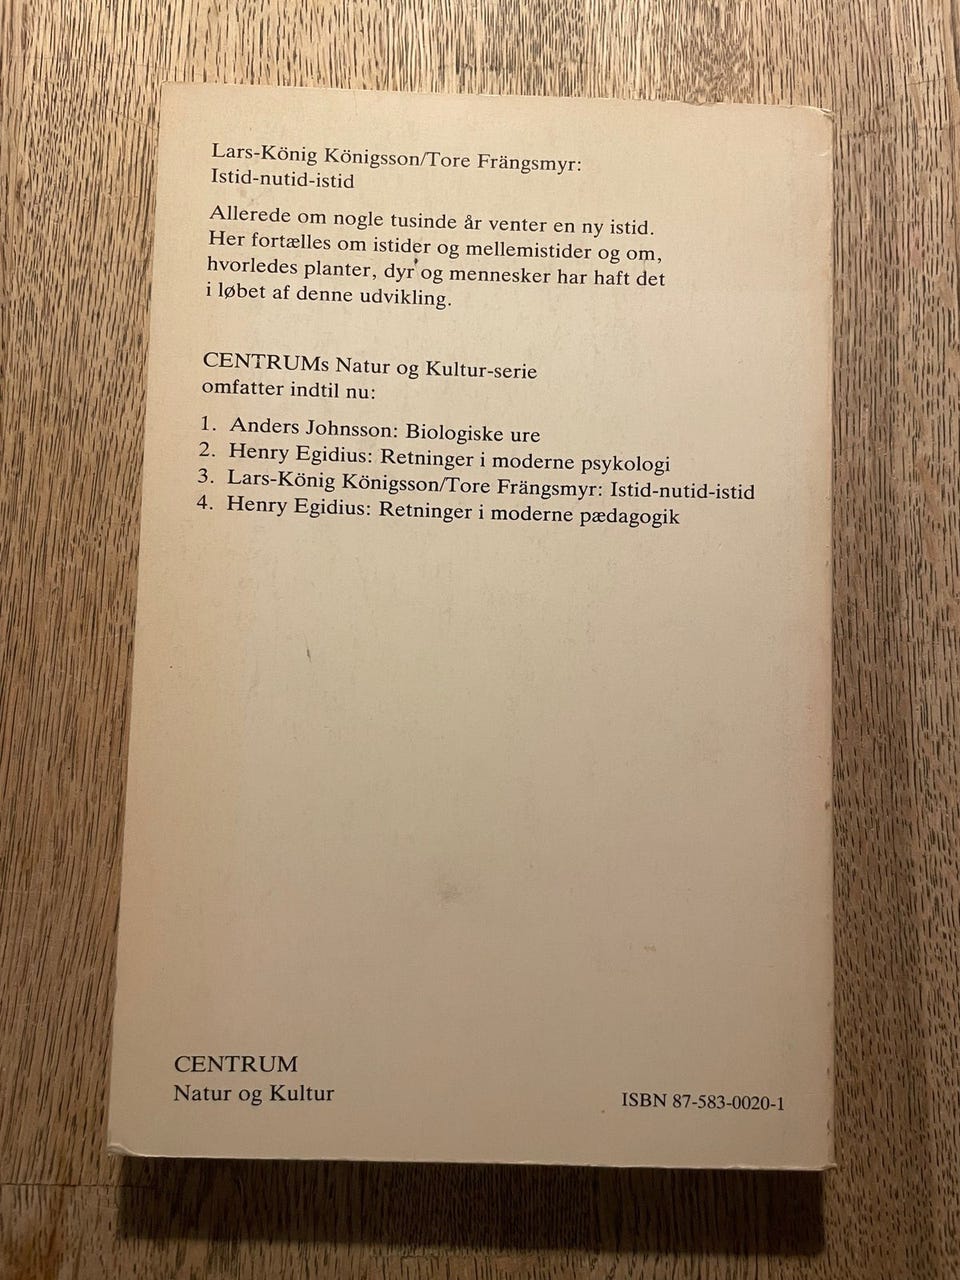 Lars-König Königsson/Tore Frängsmyr:
Istid-nutid-istid
Allerede om nogle tusinde år venter en ny istid.
Her fortælles om istider og mellemistider og om,
hvorledes planter, dyr og mennesker har haft det
i løbet af denne udvikling.
CENTRUMs Natur og Kultur-serie
omfatter indtil nu:
1. Anders Johnsson: Biologiske ure
2. Henry Egidius: Retninger i moderne psykologi
3. Lars-König Königsson/Tore Frängsmyr: Istid-nutid-istid
4. Henry Egidius: Retninger i moderne pædagogik
CENTRUM
Natur og Kultur
ISBN 87-583-0020-1